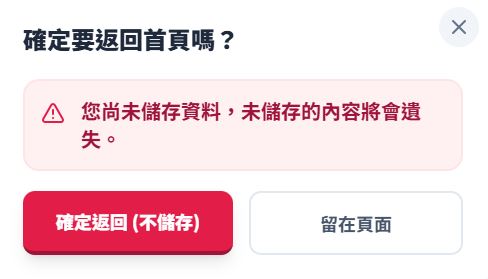 確定要返回首頁嗎？
您尚未儲存資料，未儲存的內容將會遺
失。
確定返回 (不儲存)
留在頁面